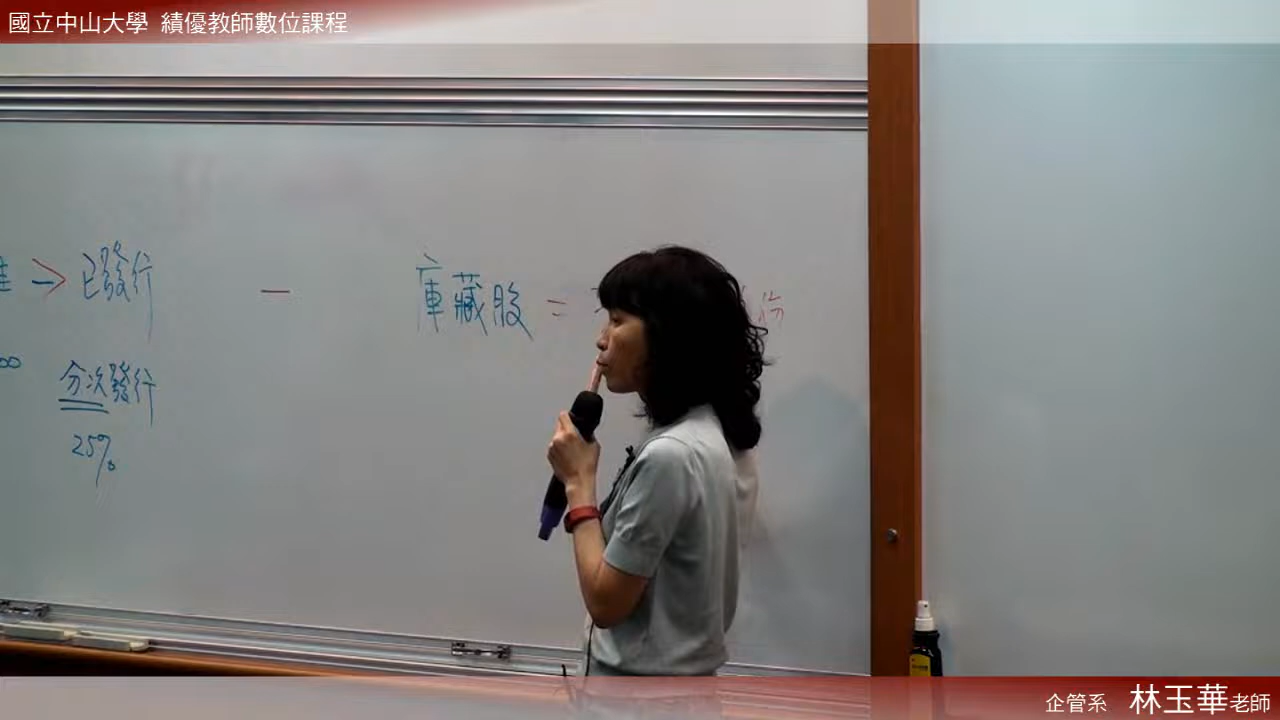 國立中山大學 績優教師數位課程
→ 已發行 — 庫藏股 =
分次發行
25%
企管系 林玉華老師